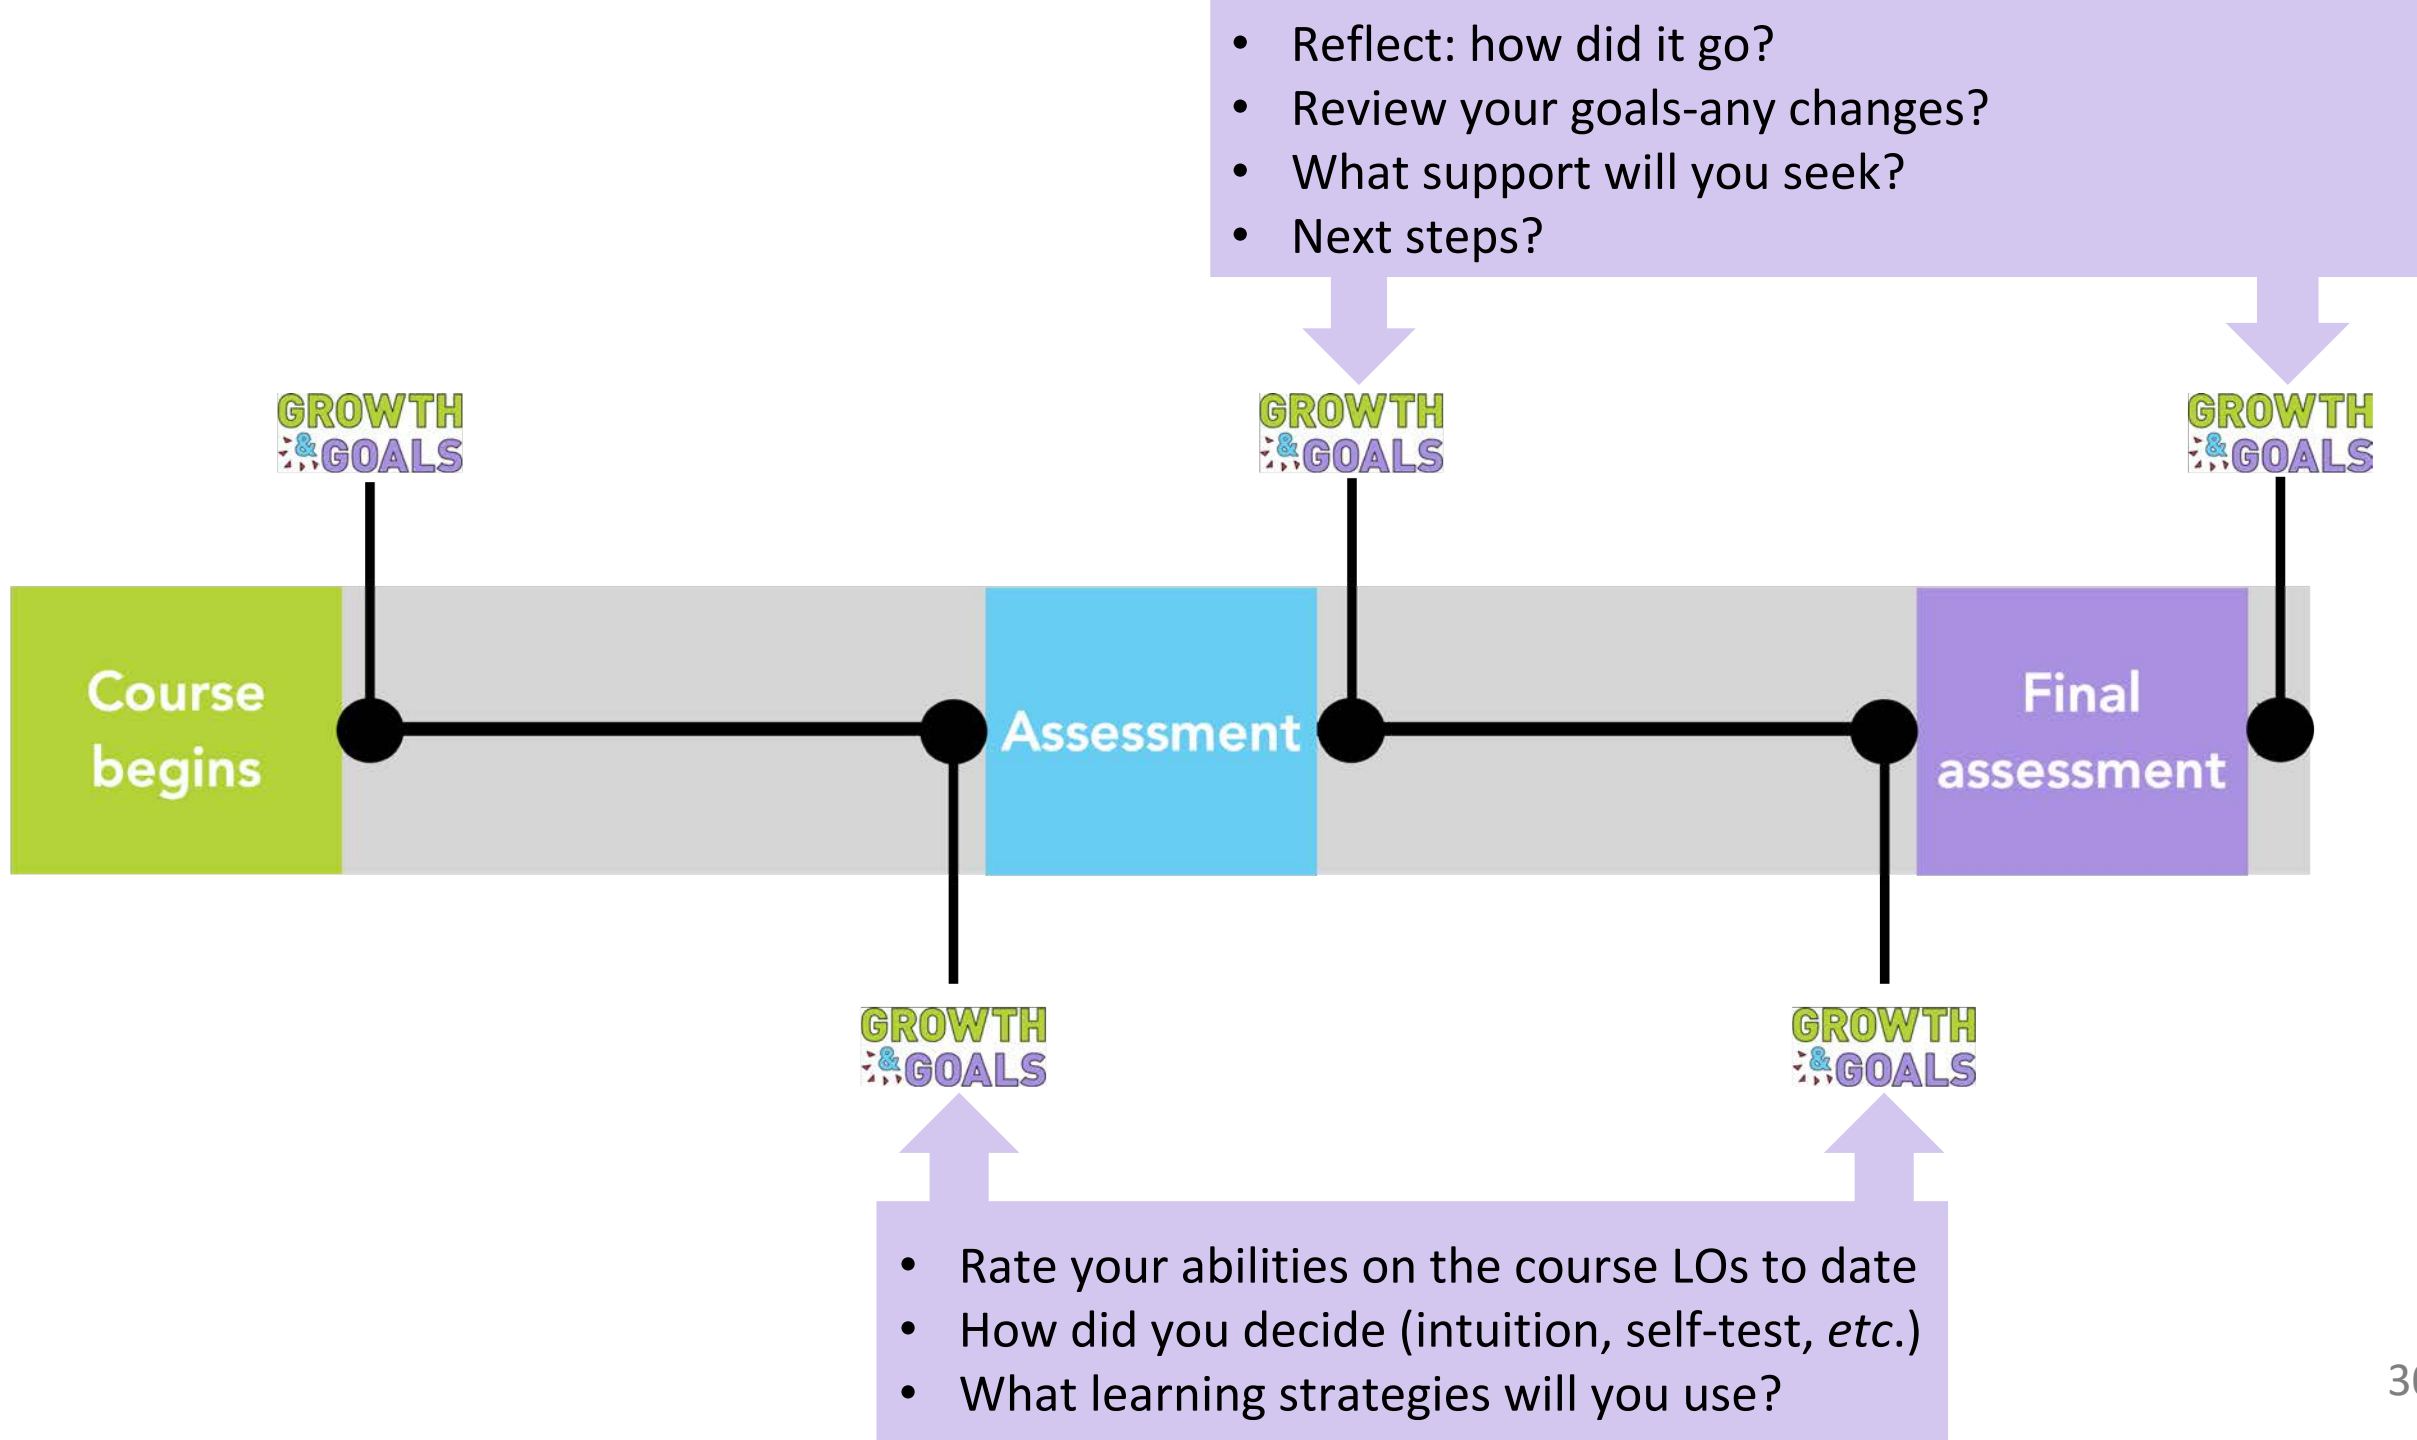 • Reflect: how did it go?
• Review your goals-any changes?
• What support will you seek?
• Next steps?
GROWTH
& GOALS
GROWTH
& GOALS
GROWTH
& GOALS
Course
begins
Assessment
Final
assessment
GROWTH
& GOALS
GROWTH
& GOALS
• Rate your abilities on the course LOs to date
• How did you decide (intuition, self-test, etc.)
• What learning strategies will you use?